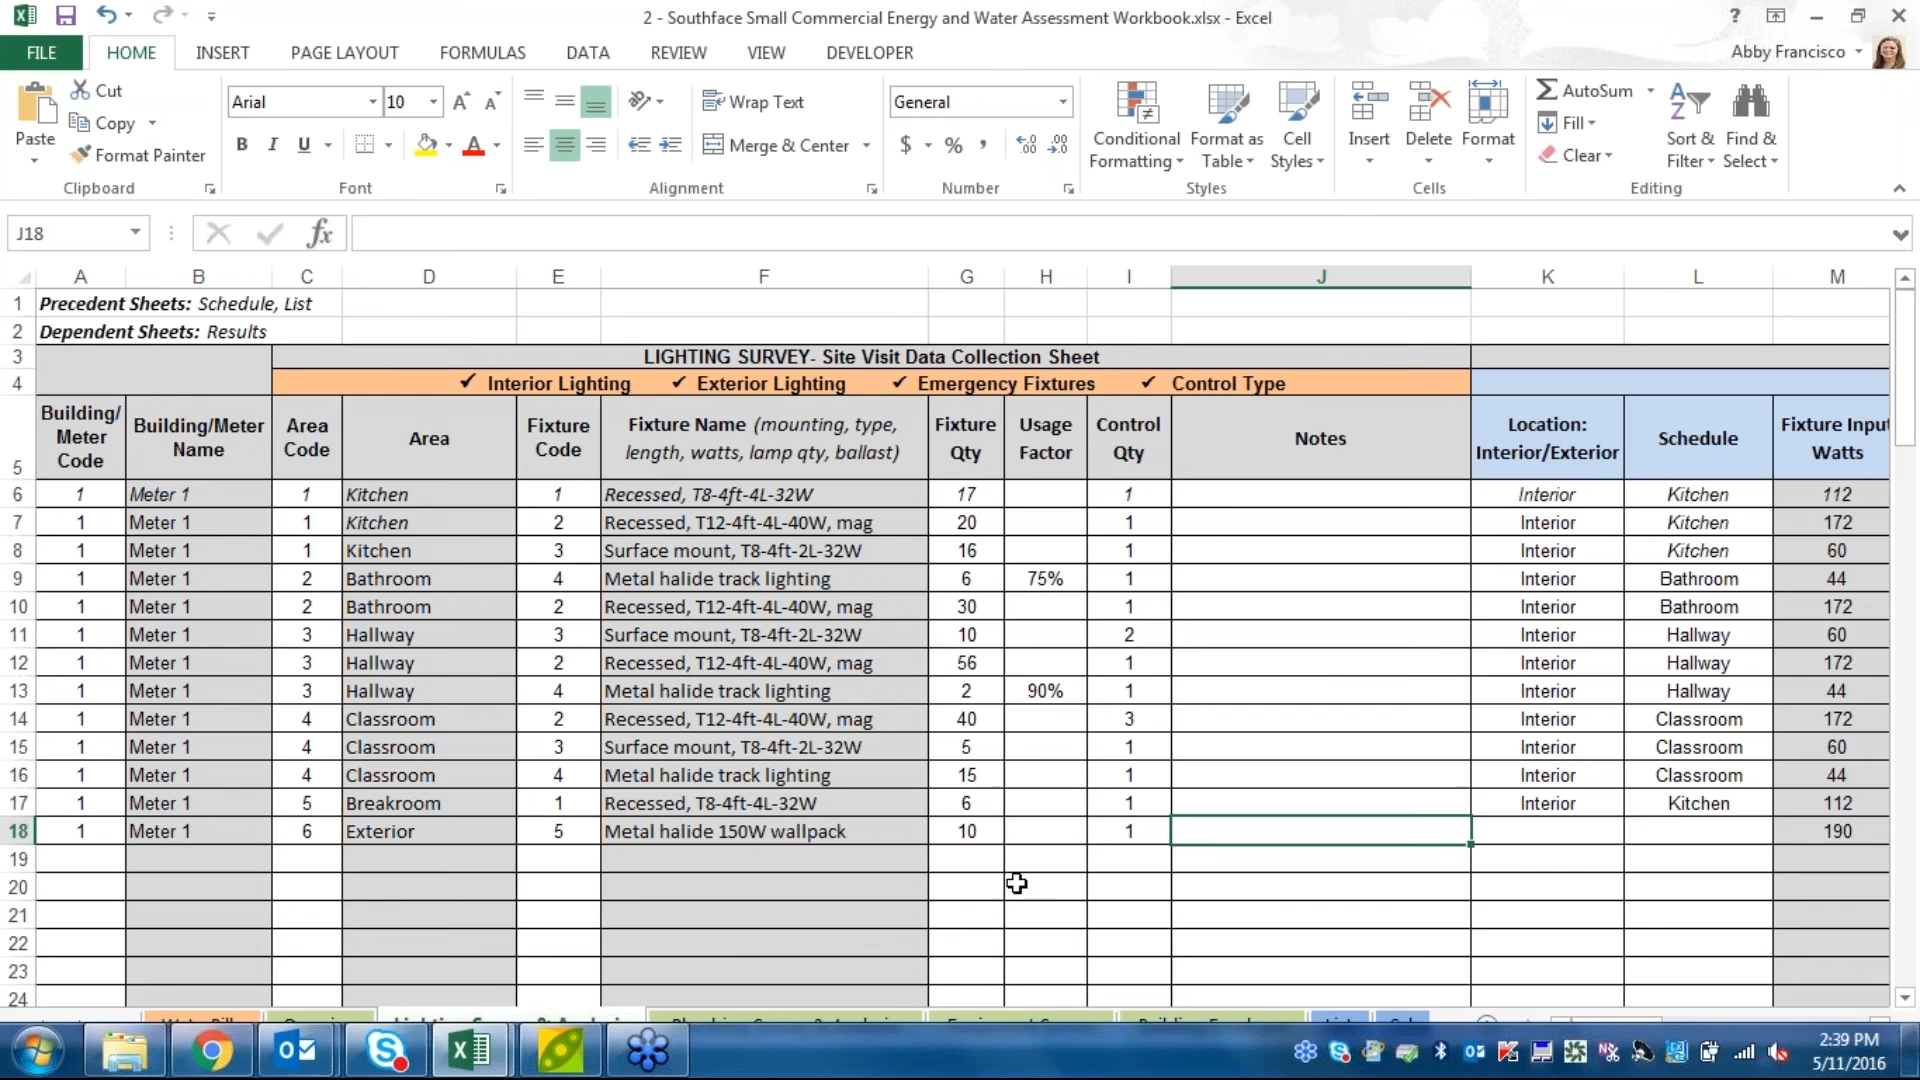 2 - Southface Small Commercial Energy and Water Assessment Workbook.xlsx - Excel
FILE HOME INSERT PAGE LAYOUT FORMULAS DATA REVIEW VIEW DEVELOPER Abby Francisco
Paste Cut Copy Format Painter Clipboard
Arial 10 B I U A Font
Wrap Text Merge & Center Alignment
General $ % , Number
Conditional Formatting Format as Table Cell Styles Styles
Insert Delete Format Cells
AutoSum Fill Clear Sort & Filter Find & Select Editing
J18 fx
A B C D E F G H I J K L M
1 Precedent Sheets: Schedule, List
2 Dependent Sheets: Results
3 LIGHTING SURVEY- Site Visit Data Collection Sheet
4 ✓ Interior Lighting ✓ Exterior Lighting ✓ Emergency Fixtures ✓ Control Type
5 Building/Meter Code Building/Meter Name Area Code Area Fixture Code Fixture Name (mounting, type, length, watts, lamp qty, ballast) Fixture Qty Usage Factor Control Qty Notes Location: Interior/Exterior Schedule Fixture Input Watts
6 1 Meter 1 1 Kitchen 1 Recessed, T8-4ft-4L-32W 17 1 Interior Kitchen 112
7 1 Meter 1 1 Kitchen 2 Recessed, T12-4ft-4L-40W, mag 20 1 Interior Kitchen 172
8 1 Meter 1 1 Kitchen 3 Surface mount, T8-4ft-2L-32W 16 1 Interior Kitchen 60
9 1 Meter 1 2 Bathroom 4 Metal halide track lighting 6 75% 1 Interior Bathroom 44
10 1 Meter 1 2 Bathroom 2 Recessed, T12-4ft-4L-40W, mag 30 1 Interior Bathroom 172
11 1 Meter 1 3 Hallway 3 Surface mount, T8-4ft-2L-32W 10 2 Interior Hallway 60
12 1 Meter 1 3 Hallway 2 Recessed, T12-4ft-4L-40W, mag 56 1 Interior Hallway 172
13 1 Meter 1 3 Hallway 4 Metal halide track lighting 2 90% 1 Interior Hallway 44
14 1 Meter 1 4 Classroom 2 Recessed, T12-4ft-4L-40W, mag 40 3 Interior Classroom 172
15 1 Meter 1 4 Classroom 3 Surface mount, T8-4ft-2L-32W 5 1 Interior Classroom 60
16 1 Meter 1 4 Classroom 4 Metal halide track lighting 15 1 Interior Classroom 44
17 1 Meter 1 5 Breakroom 1 Recessed, T8-4ft-4L-32W 6 1 Interior Kitchen 112
18 1 Meter 1 6 Exterior 5 Metal halide 150W wallpack 10 1 190
19
20
21
22
23
24
2:39 PM
5/11/2016